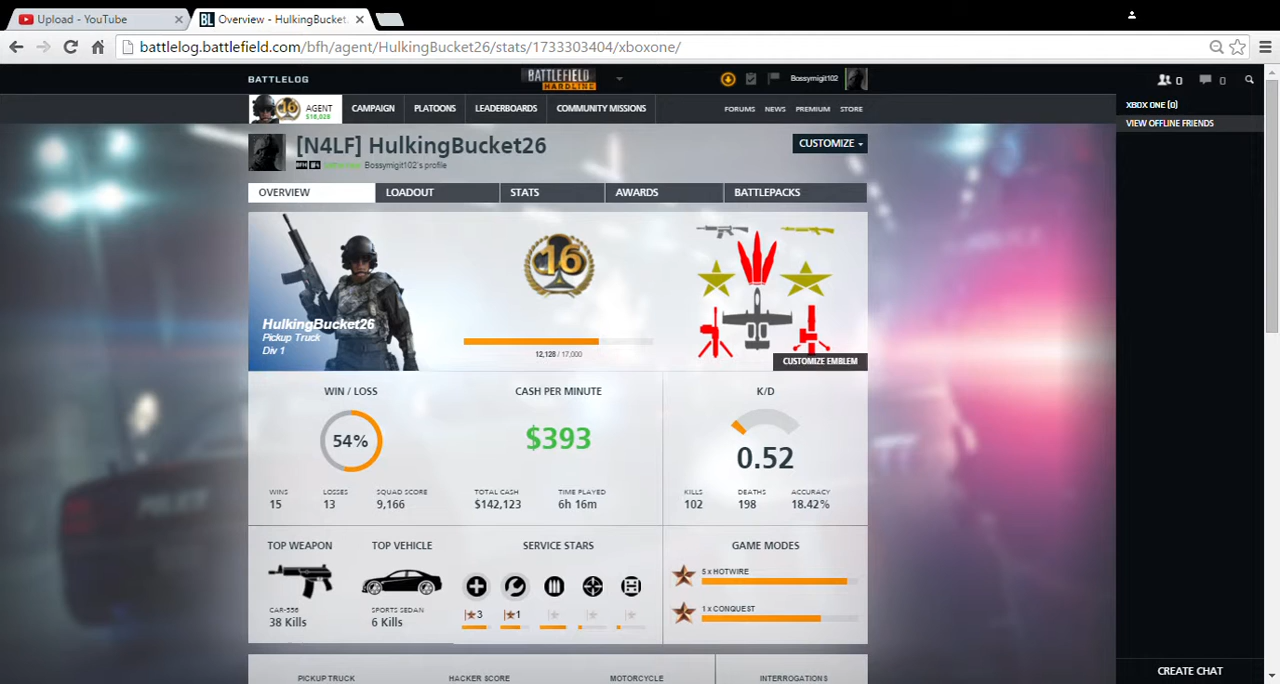 Upload - YouTube
BL Overview - HulkingBucket
battlelog.battlefield.com/bfh/agent/HulkingBucket26/stats/1733303404/xboxone/
BATTLELOG
BATTLEFIELD
HARDLINE
Bossymigit102
0
0
16
AGENT
CAMPAIGN
PLATOONS
LEADERBOARDS
COMMUNITY MISSIONS
FORUMS
NEWS
PREMIUM
STORE
XBOX ONE (0)
VIEW OFFLINE FRIENDS
[N4LF] HulkingBucket26
Bossymigit102's profile
CUSTOMIZE
OVERVIEW
LOADOUT
STATS
AWARDS
BATTLEPACKS
16
HulkingBucket26
Pickup Truck
Div 1
12,128 / 17,000
CUSTOMIZE EMBLEM
WIN / LOSS
CASH PER MINUTE
K/D
54%
$393
0.52
WINS
LOSSES
SQUAD SCORE
TOTAL CASH
TIME PLAYED
KILLS
DEATHS
ACCURACY
15
13
9,166
$142,123
6h 16m
102
198
18.42%
TOP WEAPON
TOP VEHICLE
SERVICE STARS
GAME MODES
5 x HOTWIRE
CAR-556
SPORTS SEDAN
3
1
1 x CONQUEST
38 Kills
6 Kills
PICKUP TRUCK
HACKER SCORE
MOTORCYCLE
INTERROGATIONS
CREATE CHAT
POLICE